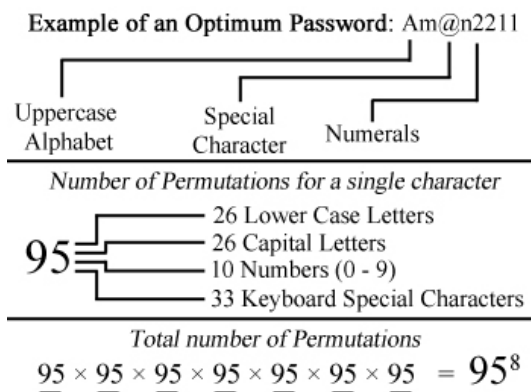 Example of an Optimum Password: Am@n2211
Uppercase
Alphabet
Special
Character
Numerals
Number of Permutations for a single character
95
26 Lower Case Letters
26 Capital Letters
10 Numbers (0 - 9)
33 Keyboard Special Characters
Total number of Permutations
95 × 95 × 95 × 95 × 95 × 95 × 95 = 95⁸